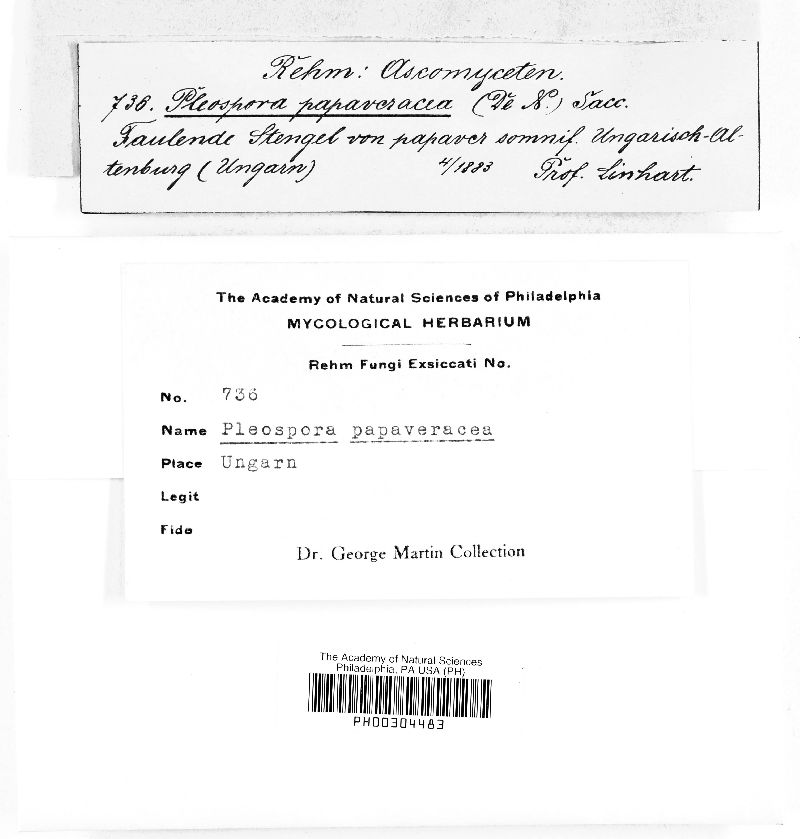 Rehm: Ascomyceten.
736. Pleospora papaveracea (De N.) Sacc.
Faulende Stengel von papaver somnif. Ungarisch-Al-
tenburg (Ungarn) 4/1883 Prof. Linhart.
The Academy of Natural Sciences of Philadelphia
MYCOLOGICAL HERBARIUM
Rehm Fungi Exsiccati No.
No. 736
Name Pleospora papaveracea
Place Ungarn
Legit
Fide
Dr. George Martin Collection
The Academy of Natural Sciences
Philadelphia, PA USA (PH)
PH00304483